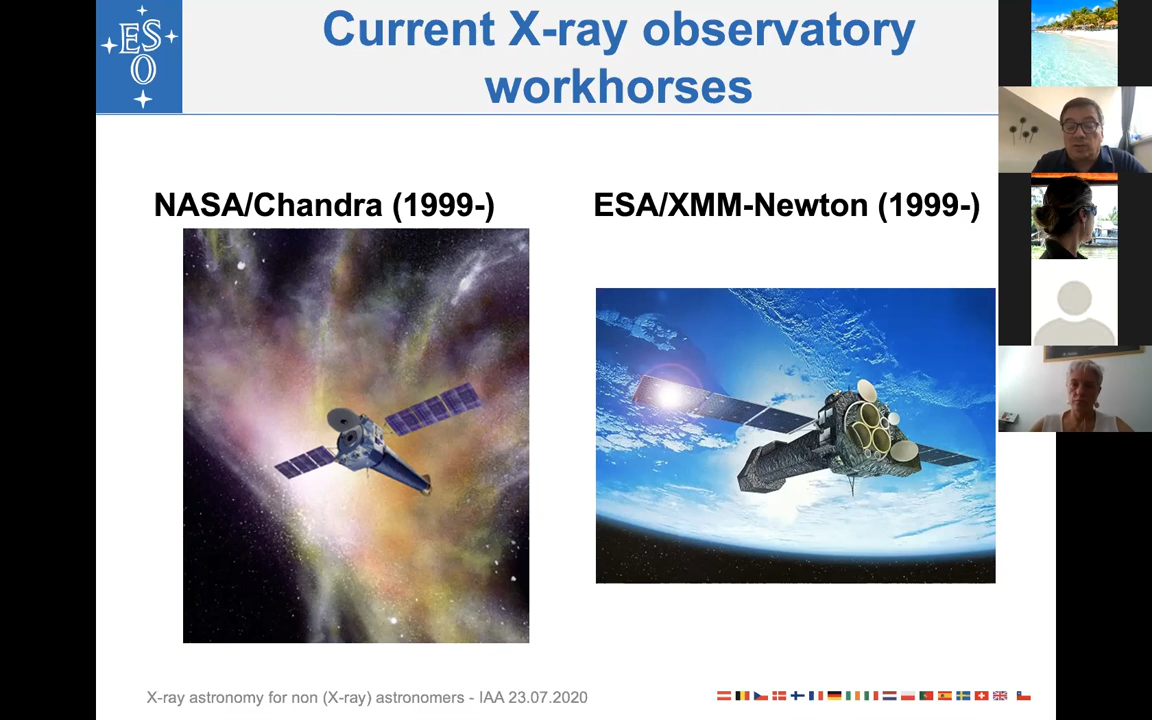 ES
O
Current X-ray observatory
workhorses
NASA/Chandra (1999-)
ESA/XMM-Newton (1999-)
X-ray astronomy for non (X-ray) astronomers - IAA 23.07.2020